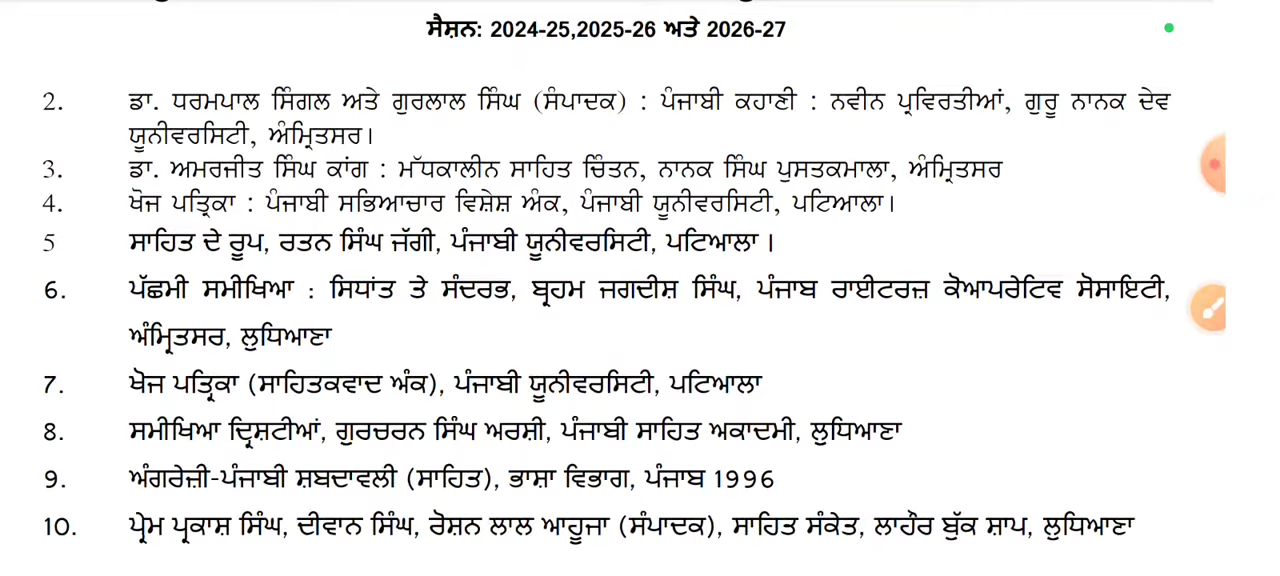 ਸੈਸ਼ਨ: 2024-25,2025-26 ਅਤੇ 2026-27
2. ਡਾ. ਧਰਮਪਾਲ ਸਿੰਗਲ ਅਤੇ ਗੁਰਲਾਲ ਸਿੰਘ (ਸੰਪਾਦਕ) : ਪੰਜਾਬੀ ਕਹਾਣੀ : ਨਵੀਨ ਪ੍ਰਵਿਰਤੀਆਂ, ਗੁਰੂ ਨਾਨਕ ਦੇਵ
ਯੂਨੀਵਰਸਿਟੀ, ਅੰਮ੍ਰਿਤਸਰ।
3. ਡਾ. ਅਮਰਜੀਤ ਸਿੰਘ ਕਾਂਗ : ਮੱਧਕਾਲੀਨ ਸਾਹਿਤ ਚਿੰਤਨ, ਨਾਨਕ ਸਿੰਘ ਪੁਸਤਕਮਾਲਾ, ਅੰਮ੍ਰਿਤਸਰ
4. ਖੋਜ ਪਤ੍ਰਿਕਾ : ਪੰਜਾਬੀ ਸਭਿਆਚਾਰ ਵਿਸ਼ੇਸ਼ ਅੰਕ, ਪੰਜਾਬੀ ਯੂਨੀਵਰਸਿਟੀ, ਪਟਿਆਲਾ।
5 ਸਾਹਿਤ ਦੇ ਰੂਪ, ਰਤਨ ਸਿੰਘ ਜੱਗੀ, ਪੰਜਾਬੀ ਯੂਨੀਵਰਸਿਟੀ, ਪਟਿਆਲਾ ।
6. ਪੱਛਮੀ ਸਮੀਖਿਆ : ਸਿਧਾਂਤ ਤੇ ਸੰਦਰਭ, ਬ੍ਰਹਮ ਜਗਦੀਸ਼ ਸਿੰਘ, ਪੰਜਾਬ ਰਾਈਟਰਜ਼ ਕੋਆਪਰੇਟਿਵ ਸੋਸਾਇਟੀ,
ਅੰਮ੍ਰਿਤਸਰ, ਲੁਧਿਆਣਾ
7. ਖੋਜ ਪਤ੍ਰਿਕਾ (ਸਾਹਿਤਕਵਾਦ ਅੰਕ), ਪੰਜਾਬੀ ਯੂਨੀਵਰਸਿਟੀ, ਪਟਿਆਲਾ
8. ਸਮੀਖਿਆ ਦ੍ਰਿਸ਼ਟੀਆਂ, ਗੁਰਚਰਨ ਸਿੰਘ ਅਰਸ਼ੀ, ਪੰਜਾਬੀ ਸਾਹਿਤ ਅਕਾਦਮੀ, ਲੁਧਿਆਣਾ
9. ਅੰਗਰੇਜ਼ੀ-ਪੰਜਾਬੀ ਸ਼ਬਦਾਵਲੀ (ਸਾਹਿਤ), ਭਾਸ਼ਾ ਵਿਭਾਗ, ਪੰਜਾਬ 1996
10. ਪ੍ਰੇਮ ਪ੍ਰਕਾਸ਼ ਸਿੰਘ, ਦੀਵਾਨ ਸਿੰਘ, ਰੋਸ਼ਨ ਲਾਲ ਆਹੂਜਾ (ਸੰਪਾਦਕ), ਸਾਹਿਤ ਸੰਕੇਤ, ਲਾਹੌਰ ਬੁੱਕ ਸ਼ਾਪ, ਲੁਧਿਆਣਾ